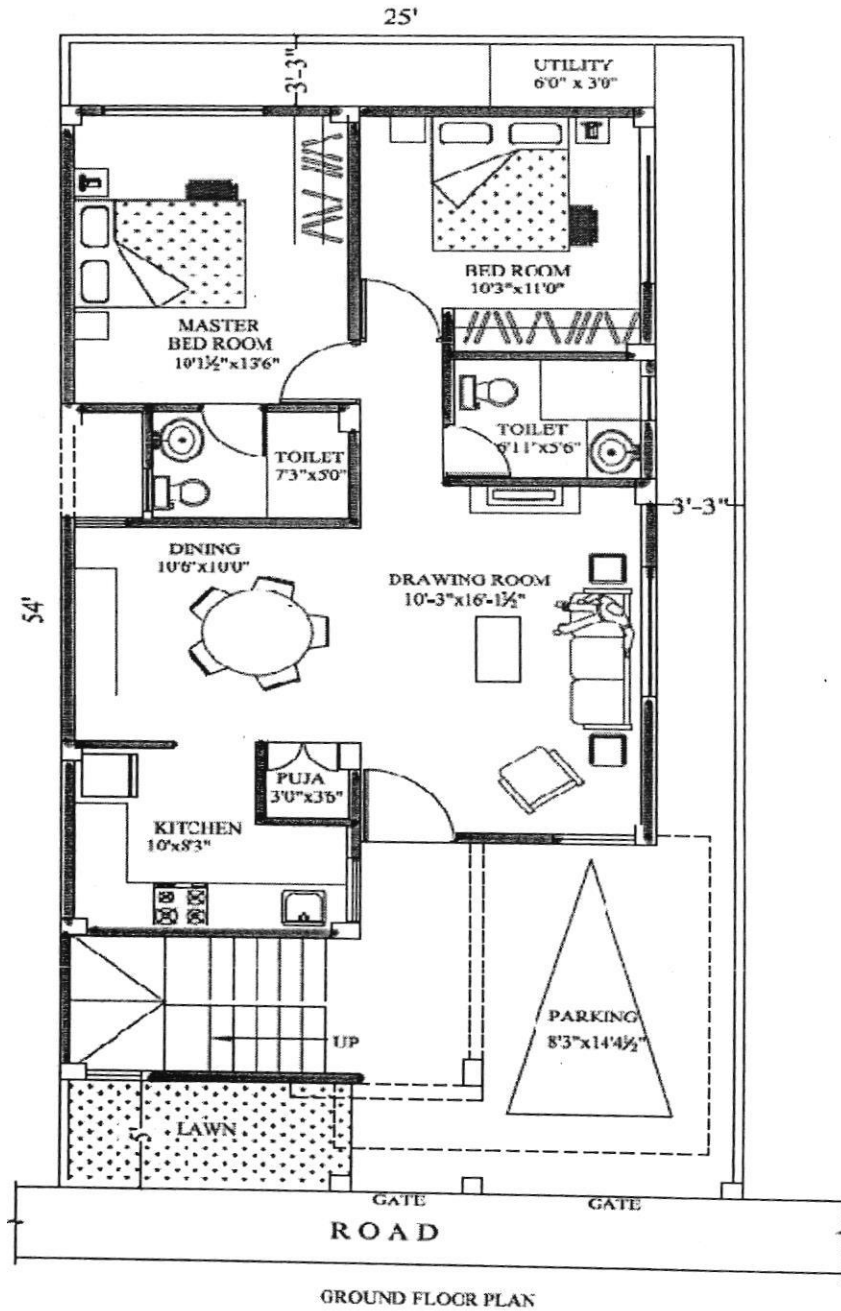 25'
3'-3"
UTILITY
6'0" x 3'0"
BED ROOM
10'3"x11'0"
MASTER
BED ROOM
10'1½"x13'6"
TOILET
7'3"x5'0"
TOILET
6'11"x5'6"
3'-3"
DINING
10'6"x10'0"
DRAWING ROOM
10'-3"x16'-1½"
54'
PUJA
3'0"x3'6"
KITCHEN
10'x8'3"
UP
PARKING
8'3"x14'4½"
LAWN
5'
GATE
GATE
ROAD
GROUND FLOOR PLAN